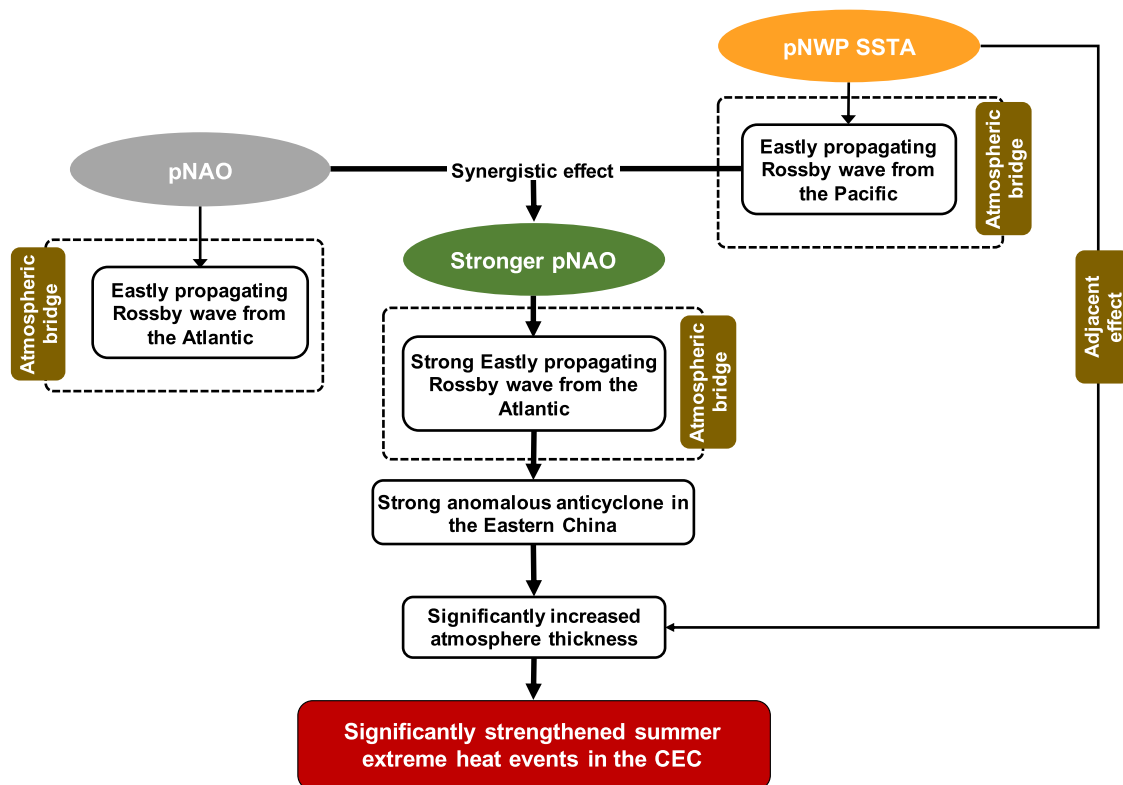 pNWP SSTA
Eastly propagating
Rossby wave from
the Pacific
Atmospheric
bridge
pNAO
Synergistic effect
Eastly propagating
Rossby wave from
the Atlantic
Atmospheric
bridge
Stronger pNAO
Strong Eastly propagating
Rossby wave from the
Atlantic
Atmospheric
bridge
Adjacent
effect
Strong anomalous anticyclone in
the Eastern China
Significantly increased
atmosphere thickness
Significantly strengthened summer
extreme heat events in the CEC